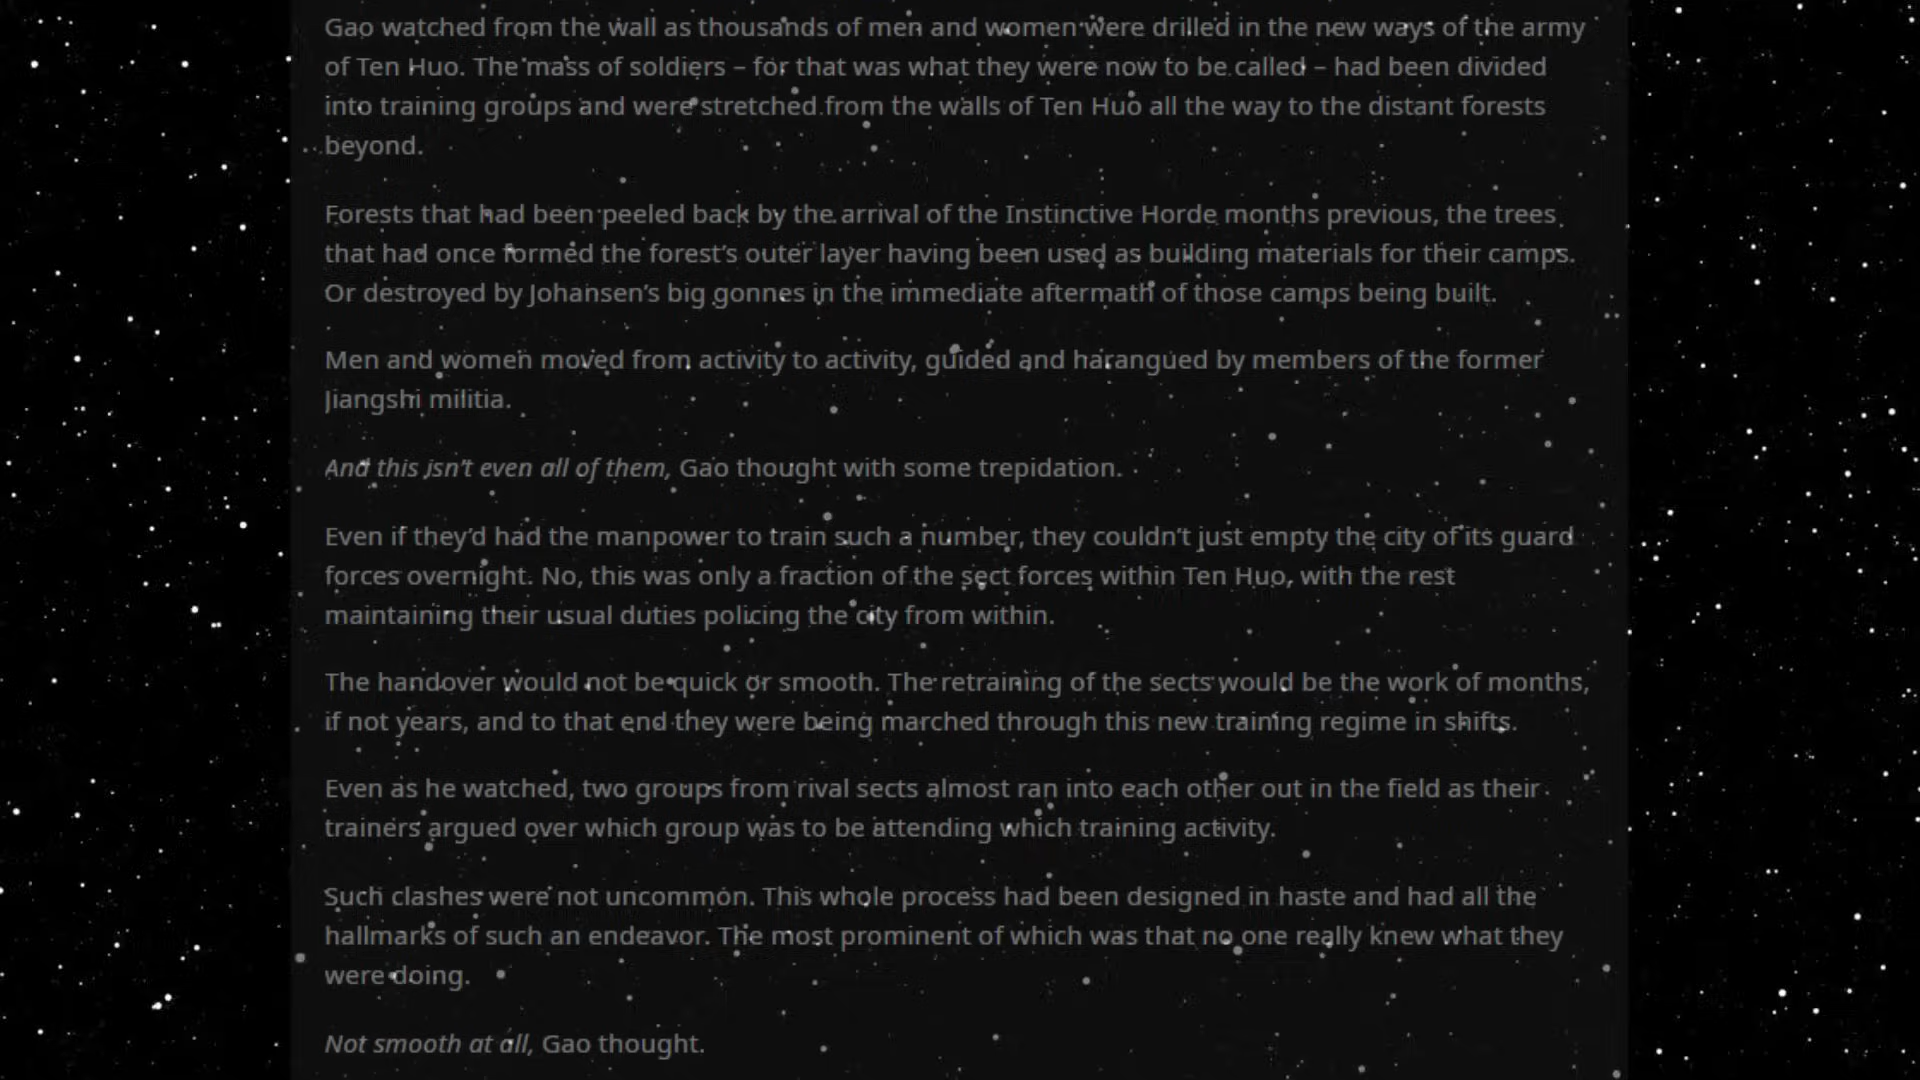 Gao watched from the wall as thousands of men and women were drilled in the new ways of the army
of Ten Huo. The mass of soldiers – for that was what they were now to be called – had been divided
into training groups and were stretched from the walls of Ten Huo all the way to the distant forests
beyond.
Forests that had been peeled back by the arrival of the Instinctive Horde months previous, the trees
that had once formed the forest’s outer layer having been used as building materials for their camps.
Or destroyed by Johansen’s big gonnes in the immediate aftermath of those camps being built.
Men and women moved from activity to activity, guided and harangued by members of the former
Jiangshi militia.
And this isn’t even all of them, Gao thought with some trepidation.
Even if they’d had the manpower to train such a number, they couldn’t just empty the city of its guard
forces overnight. No, this was only a fraction of the sect forces within Ten Huo, with the rest
maintaining their usual duties policing the city from within.
The handover would not be quick or smooth. The retraining of the sects would be the work of months,
if not years, and to that end they were being marched through this new training regime in shifts.
Even as he watched, two groups from rival sects almost ran into each other out in the field as their
trainers argued over which group was to be attending which training activity.
Such clashes were not uncommon. This whole process had been designed in haste and had all the
hallmarks of such an endeavor. The most prominent of which was that no one really knew what they
were doing.
Not smooth at all, Gao thought.